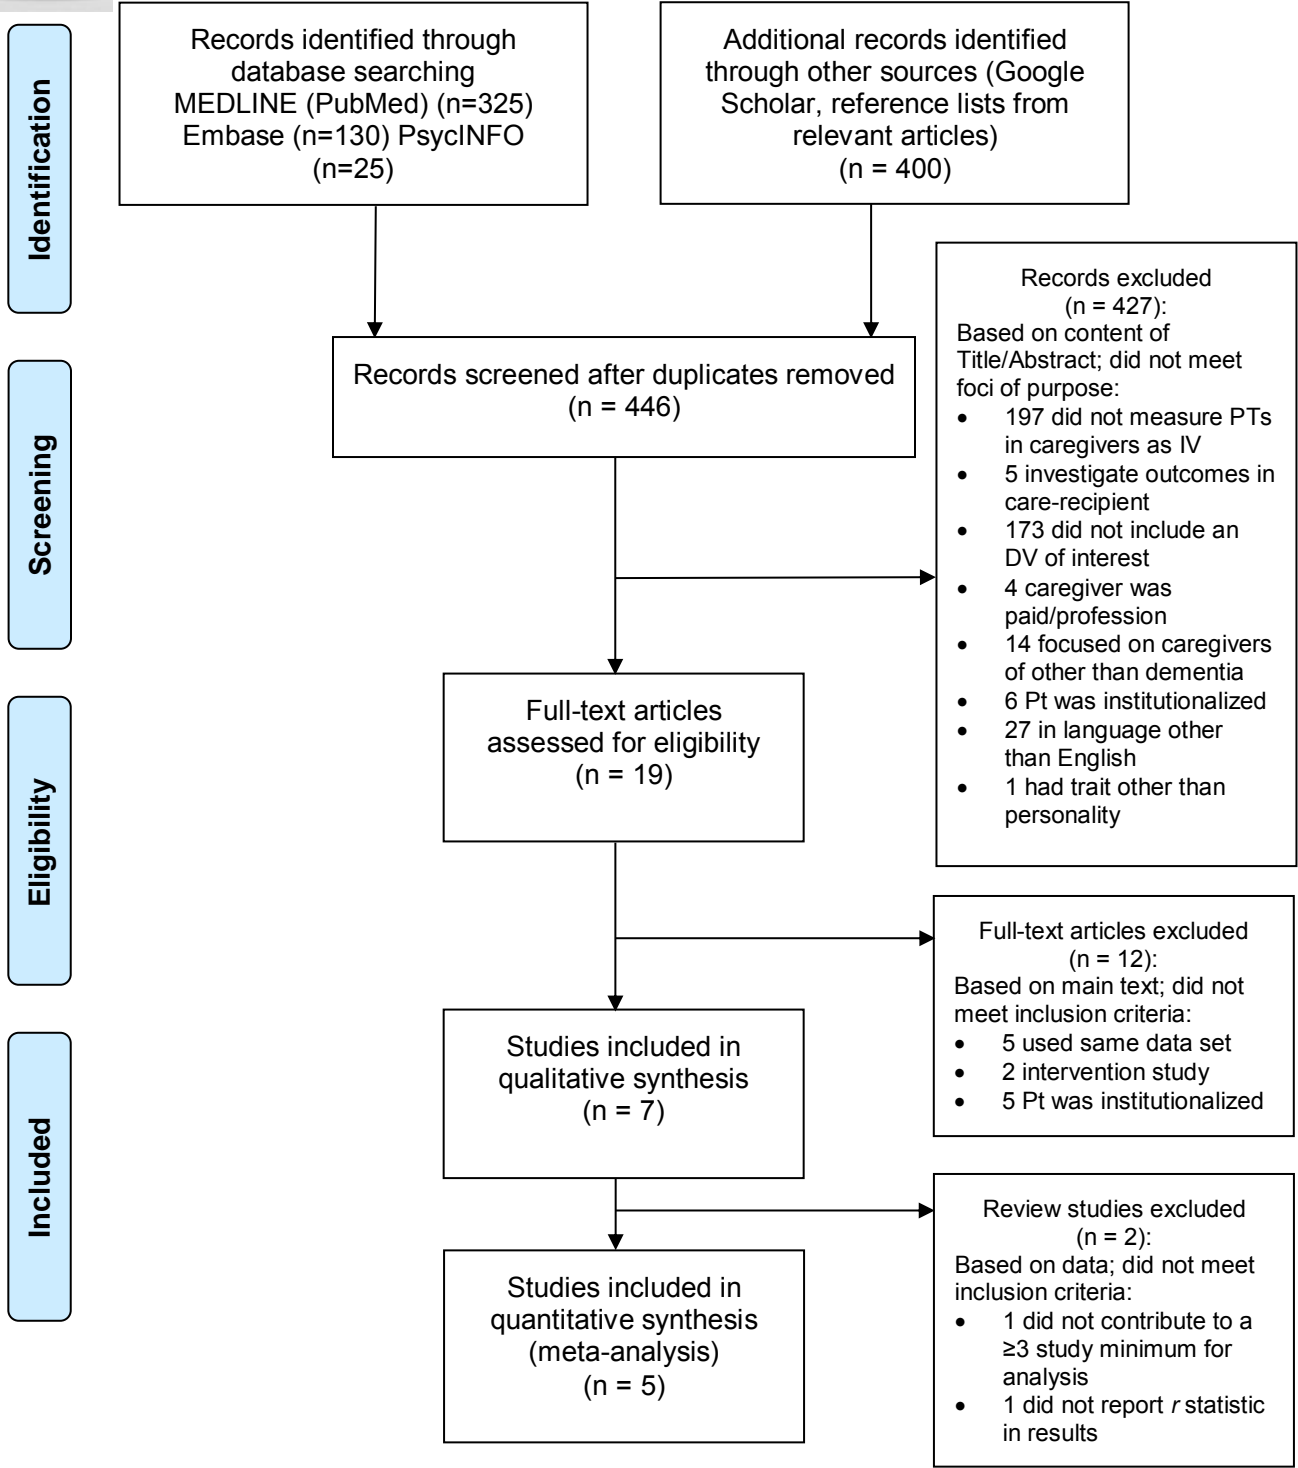 Identification
Records identified through
database searching
MEDLINE (PubMed) (n=325)
Embase (n=130) PsycINFO
(n=25)
Additional records identified
through other sources (Google
Scholar, reference lists from
relevant articles)
(n = 400)
Records excluded
(n = 427):
Based on content of
Title/Abstract; did not meet
foci of purpose:
• 197 did not measure PTs
in caregivers as IV
• 5 investigate outcomes in
care-recipient
• 173 did not include an
DV of interest
• 4 caregiver was
paid/profession
• 14 focused on caregivers
of other than dementia
• 6 Pt was institutionalized
• 27 in language other
than English
• 1 had trait other than
personality
Screening
Records screened after duplicates removed
(n = 446)
Eligibility
Full-text articles
assessed for eligibility
(n = 19)
Full-text articles excluded
(n = 12):
Based on main text; did not
meet inclusion criteria:
• 5 used same data set
• 2 intervention study
• 5 Pt was institutionalized
Included
Studies included in
qualitative synthesis
(n = 7)
Review studies excluded
(n = 2):
Based on data; did not meet
inclusion criteria:
• 1 did not contribute to a
≥3 study minimum for
analysis
• 1 did not report r statistic
in results
Studies included in
quantitative synthesis
(meta-analysis)
(n = 5)